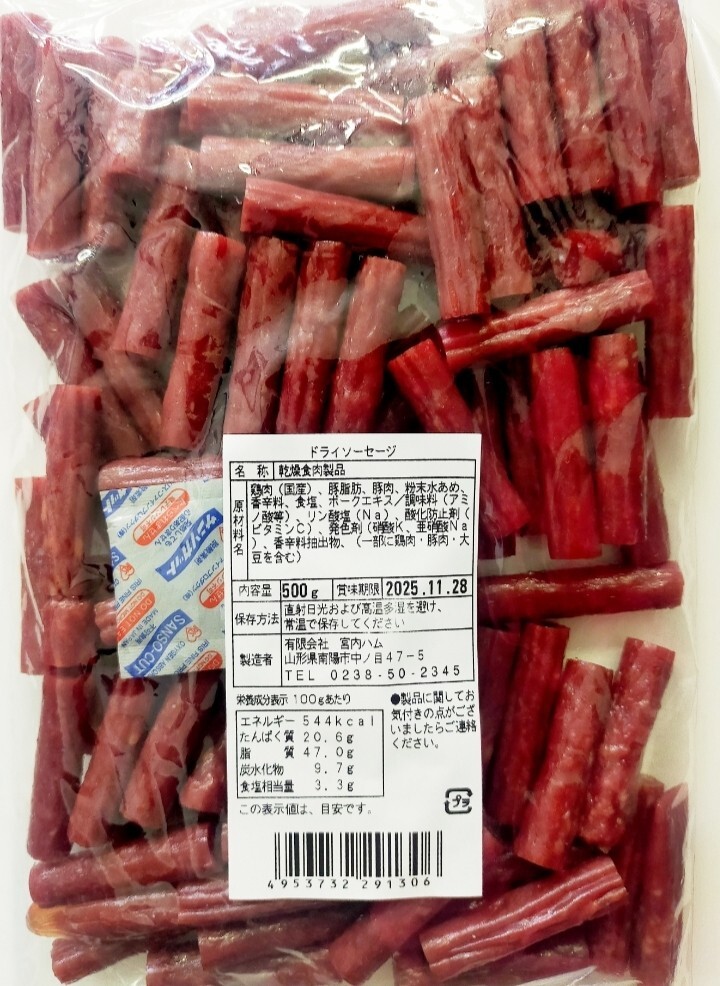 ドライソーセージ
名 称 乾燥食肉製品
原材料名
鶏肉（国産）、豚脂肪、豚肉、粉末水あめ、
香辛料、食塩、ポークエキス／調味料（アミ
ノ酸等）、リン酸塩（Ｎａ）、酸化防止剤（
ビタミンＣ）、発色剤（硝酸Ｋ、亜硝酸Ｎａ）
、香辛料抽出物、（一部に鶏肉・豚肉・大
豆を含む）
内容量 500g 賞味期限 2025.11.28
保存方法 直射日光および高温多湿を避け、
常温で保存してください
製造者 有限会社 宮内ハム
山形県南陽市中ノ目４７－５
ＴＥＬ ０２３８-５０-２３４５
栄養成分表示 １００ｇあたり
エネルギー ５４４ｋｃａｌ
たんぱく質 ２０.６ｇ
脂 質 ４７.０ｇ
炭水化物 ９.７ｇ
食塩相当量 ３.３ｇ
この表示値は、目安です。
●製品に関してお
気付きの点がござ
いましたらご連絡
ください。
プラ
4953732 291306
サンソカット
SANSO-CUT